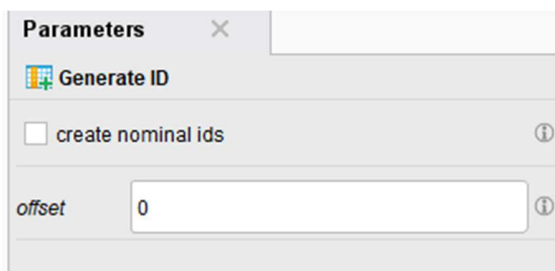 Parameters
Generate ID
create nominal ids
offset 0